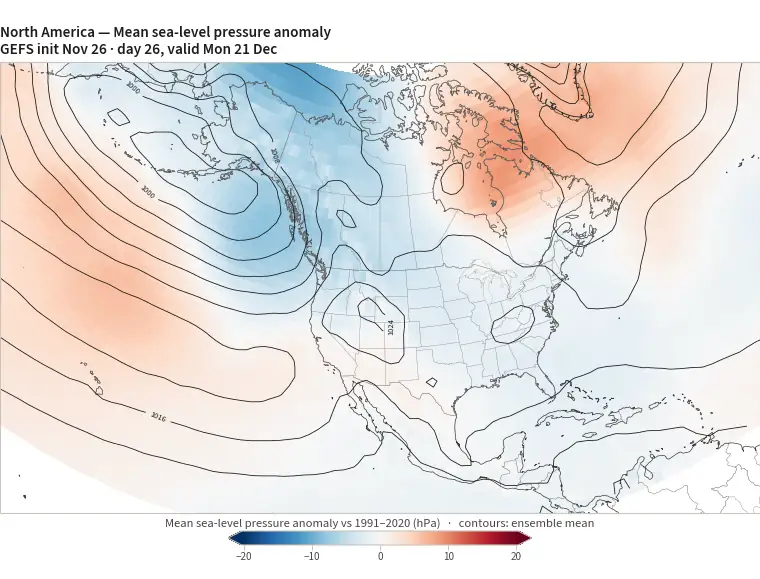 North America — Mean sea-level pressure anomaly
GEFS init Nov 26 · day 26, valid Mon 21 Dec
1000
1008
1000
1024
1016
Mean sea-level pressure anomaly vs 1991–2020 (hPa) · contours: ensemble mean
−20 −10 0 10 20